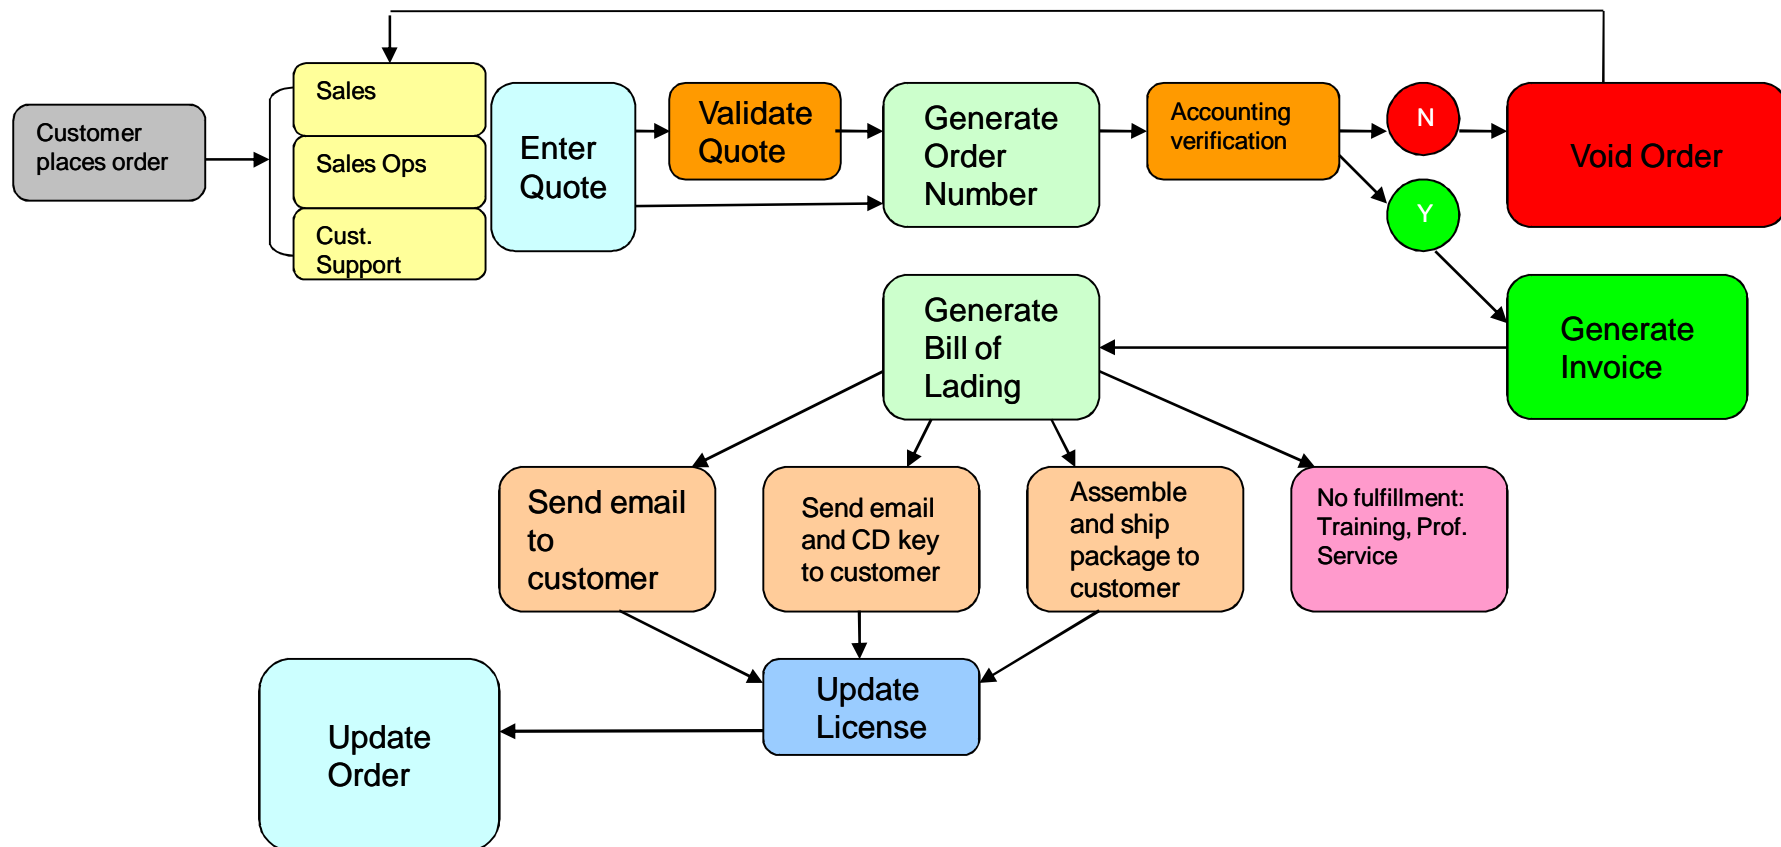 Customer
places order
Sales
Sales Ops
Cust.
Support
Enter
Quote
Validate
Quote
Generate
Order
Number
Accounting
verification
N
Y
Void Order
Generate
Invoice
Generate
Bill of
Lading
Send email
to
customer
Send email
and CD key
to customer
Assemble
and ship
package to
customer
No fulfillment:
Training, Prof.
Service
Update
License
Update
Order